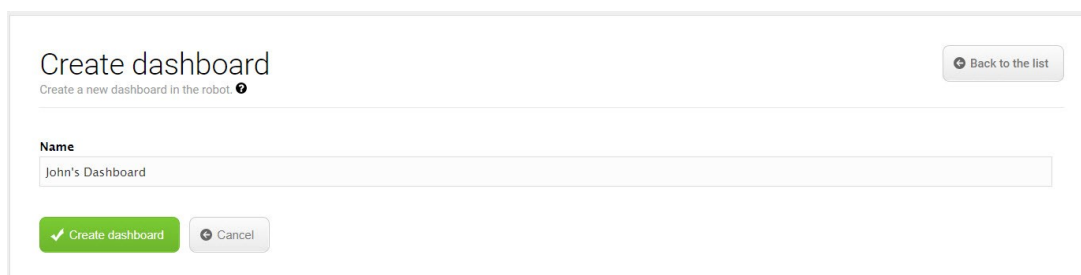 Create dashboard
Back to the list
Create a new dashboard in the robot. ?
Name
John's Dashboard
Create dashboard Cancel